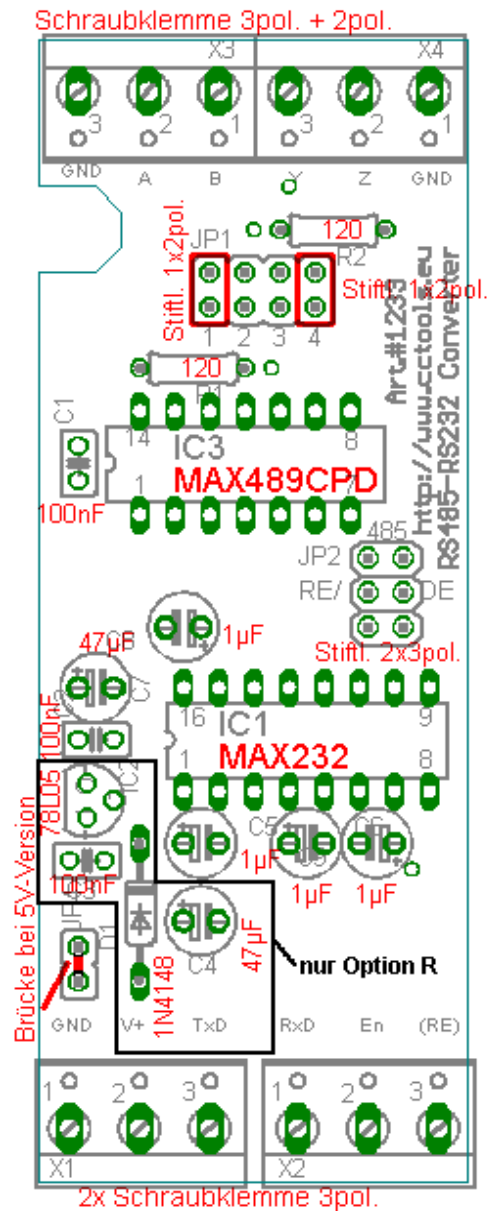 Schraubklemme 3pol. + 2pol.
X3 X4
3 2 1 3 2 1
GND A B Y Z GND
120
R2
JP1
Stiftl. 1x2pol.
Stiftl. 1x2pol.
1 2 3 4
120
R1
Art#1233
http://www.cctools.eu
RS485-RS232 Converter
C1
100nF
14 8
IC3
MAX489CPD
1 7
485
JP2
RE/ DE
Stiftl. 2x3pol.
1µF
47µF
C7
100nF
16 9
IC1
MAX232
1 8
78L05
IC2
100nF
C5 C6
1µF 1µF 1µF
Brücke bei 5V-Version
D1
1N4148
47µF
C4
nur Option R
GND V+ TxD RxD En (RE)
1 2 3 1 2 3
X1 X2
2x Schraubklemme 3pol.